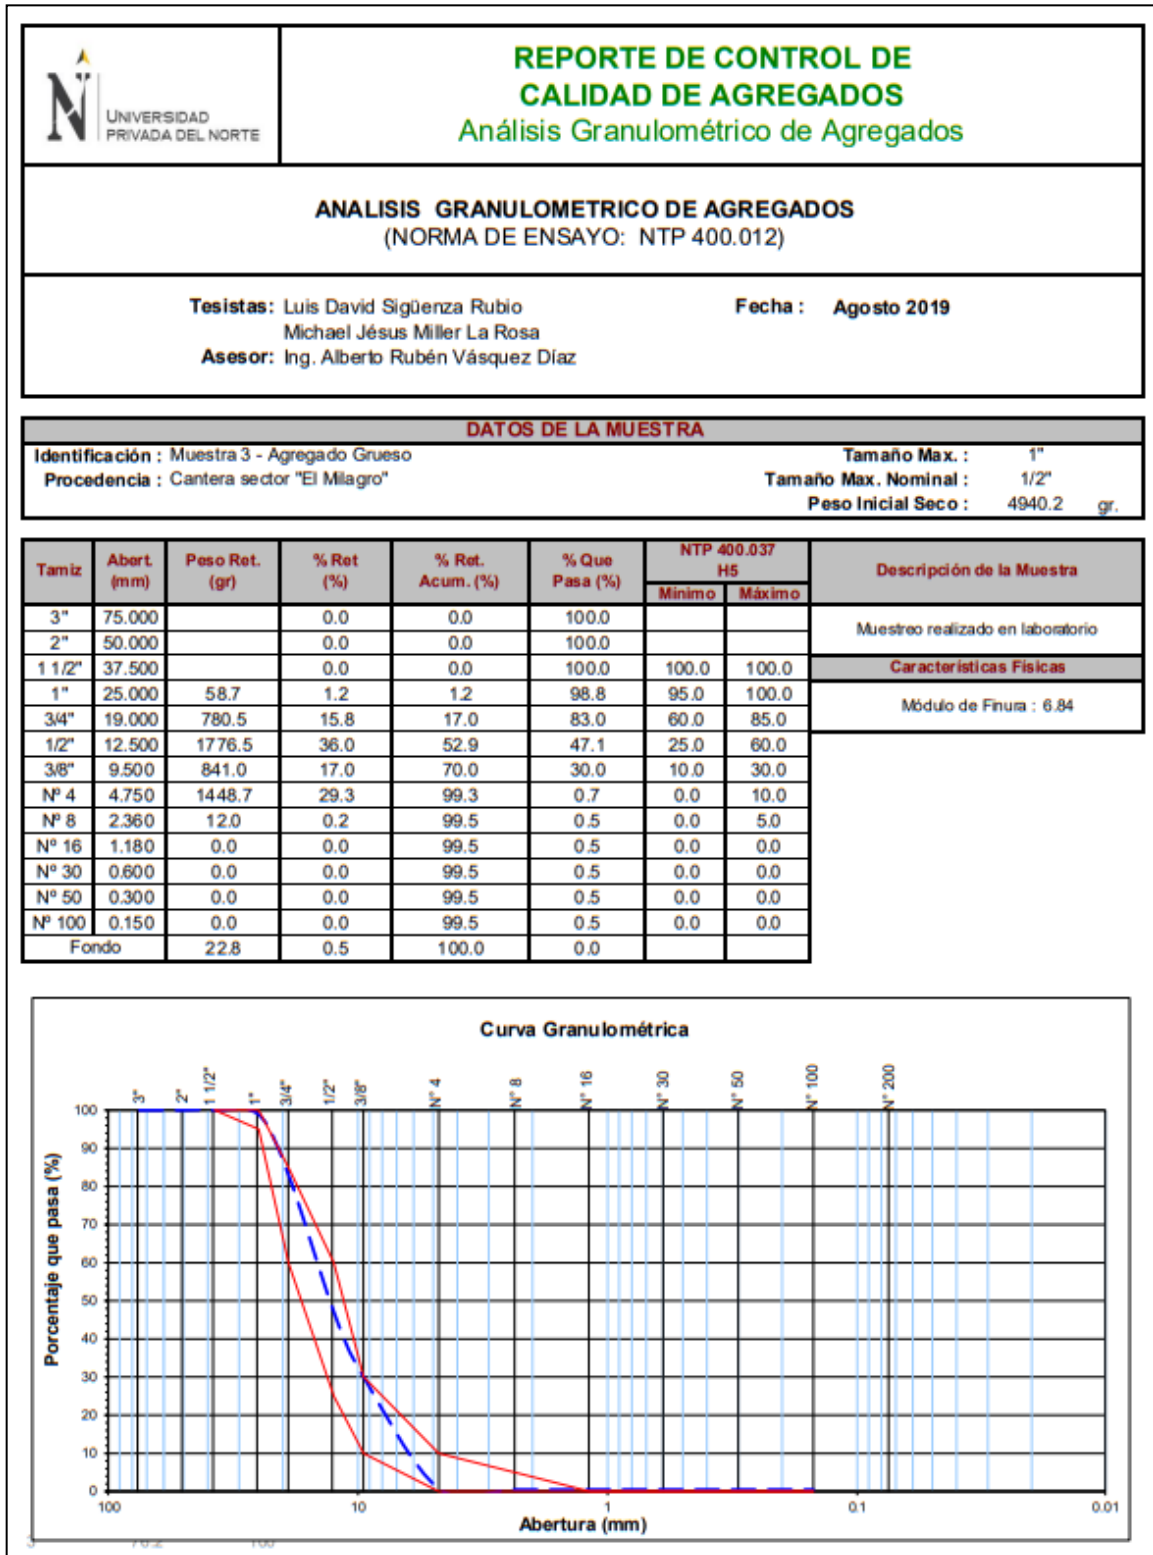 UNIVERSIDAD
PRIVADA DEL NORTE
REPORTE DE CONTROL DE
CALIDAD DE AGREGADOS
Análisis Granulométrico de Agregados
ANALISIS GRANULOMETRICO DE AGREGADOS
(NORMA DE ENSAYO: NTP 400.012)
Tesistas: Luis David Sigüenza Rubio Fecha : Agosto 2019
Michael Jésus Miller La Rosa
Asesor: Ing. Alberto Rubén Vásquez Díaz
DATOS DE LA MUESTRA
Identificación : Muestra 3 - Agregado Grueso Tamaño Max. : 1"
Procedencia : Cantera sector "El Milagro" Tamaño Max. Nominal : 1/2"
Peso Inicial Seco : 4940.2 gr.
Tamiz Abert. (mm) Peso Ret. (gr) % Ret (%) % Ret. Acum. (%) % Que Pasa (%) NTP 400.037 H5 Descripción de la Muestra
Minimo Máximo
3" 75.000 0.0 0.0 100.0 Muestreo realizado en laboratorio
2" 50.000 0.0 0.0 100.0
1 1/2" 37.500 0.0 0.0 100.0 100.0 100.0 Características Físicas
1" 25.000 58.7 1.2 1.2 98.8 95.0 100.0 Módulo de Finura : 6.84
3/4" 19.000 780.5 15.8 17.0 83.0 60.0 85.0
1/2" 12.500 1776.5 36.0 52.9 47.1 25.0 60.0
3/8" 9.500 841.0 17.0 70.0 30.0 10.0 30.0
Nº 4 4.750 1448.7 29.3 99.3 0.7 0.0 10.0
Nº 8 2.360 12.0 0.2 99.5 0.5 0.0 5.0
Nº 16 1.180 0.0 0.0 99.5 0.5 0.0 0.0
Nº 30 0.600 0.0 0.0 99.5 0.5 0.0 0.0
Nº 50 0.300 0.0 0.0 99.5 0.5 0.0 0.0
Nº 100 0.150 0.0 0.0 99.5 0.5 0.0 0.0
Fondo 22.8 0.5 100.0 0.0
Curva Granulométrica
3" 2" 1 1/2" 1" 3/4" 1/2" 3/8" N° 4 N° 8 N° 16 N° 30 N° 50 N° 100 N° 200
Porcentaje que pasa (%)
100
90
80
70
60
50
40
30
20
10
0
100 10 1 0.1 0.01
Abertura (mm)